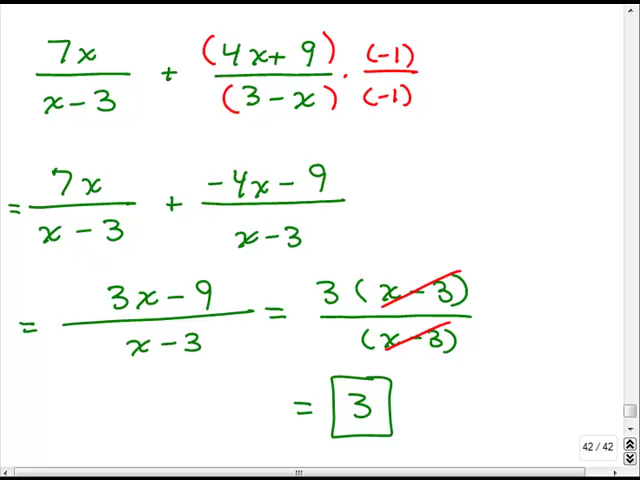 7x/(x-3) + (4x+9)/(3-x) · (-1)/(-1)
= 7x/(x-3) + (-4x-9)/(x-3)
= (3x-9)/(x-3) = 3(x-3)/(x-3)
= 3
42 / 42